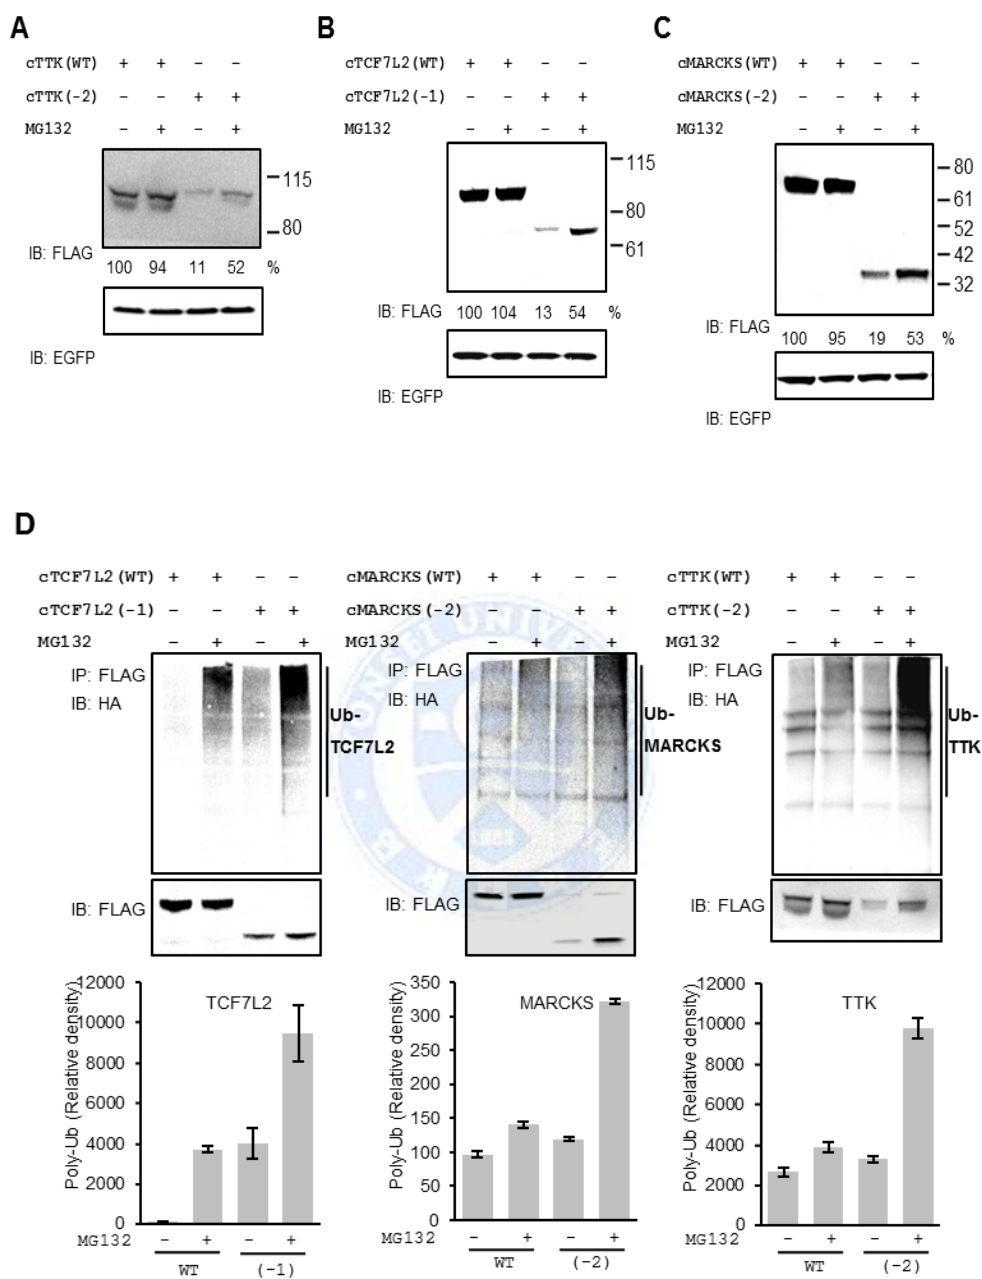 A
cTTK(WT) + + − −
cTTK(−2) − − + +
MG132 − + − +
115
80
IB: FLAG
100 94 11 52 %
IB: EGFP
B
cTCF7L2(WT) + + − −
cTCF7L2(−1) − − + +
MG132 − + − +
115
80
61
IB: FLAG 100 104 13 54 %
IB: EGFP
C
cMARCKS(WT) + + − −
cMARCKS(−2) − − + +
MG132 − + − +
80
61
52
42
32
IB: FLAG
100 95 19 53 %
IB: EGFP
D
cTCF7L2(WT) + + − −
cTCF7L2(−1) − − + +
MG132 − + − +
IP: FLAG
IB: HA
Ub-
TCF7L2
IB: FLAG
cMARCKS(WT) + + − −
cMARCKS(−2) − − + +
MG132 − + − +
IP: FLAG
IB: HA
Ub-
MARCKS
IB: FLAG
cTTK(WT) + + − −
cTTK(−2) − − + +
MG132 − + − +
IP: FLAG
IB: HA
Ub-
TTK
IB: FLAG
TCF7L2
Poly-Ub (Relative density)
12000
10000
8000
6000
4000
2000
0
MG132 − + − +
WT (−1)
MARCKS
Poly-Ub (Relative density)
350
300
250
200
150
100
50
0
MG132 − + − +
WT (−2)
TTK
Poly-Ub (Relative density)
12000
10000
8000
6000
4000
2000
0
MG132 − + − +
WT (−2)